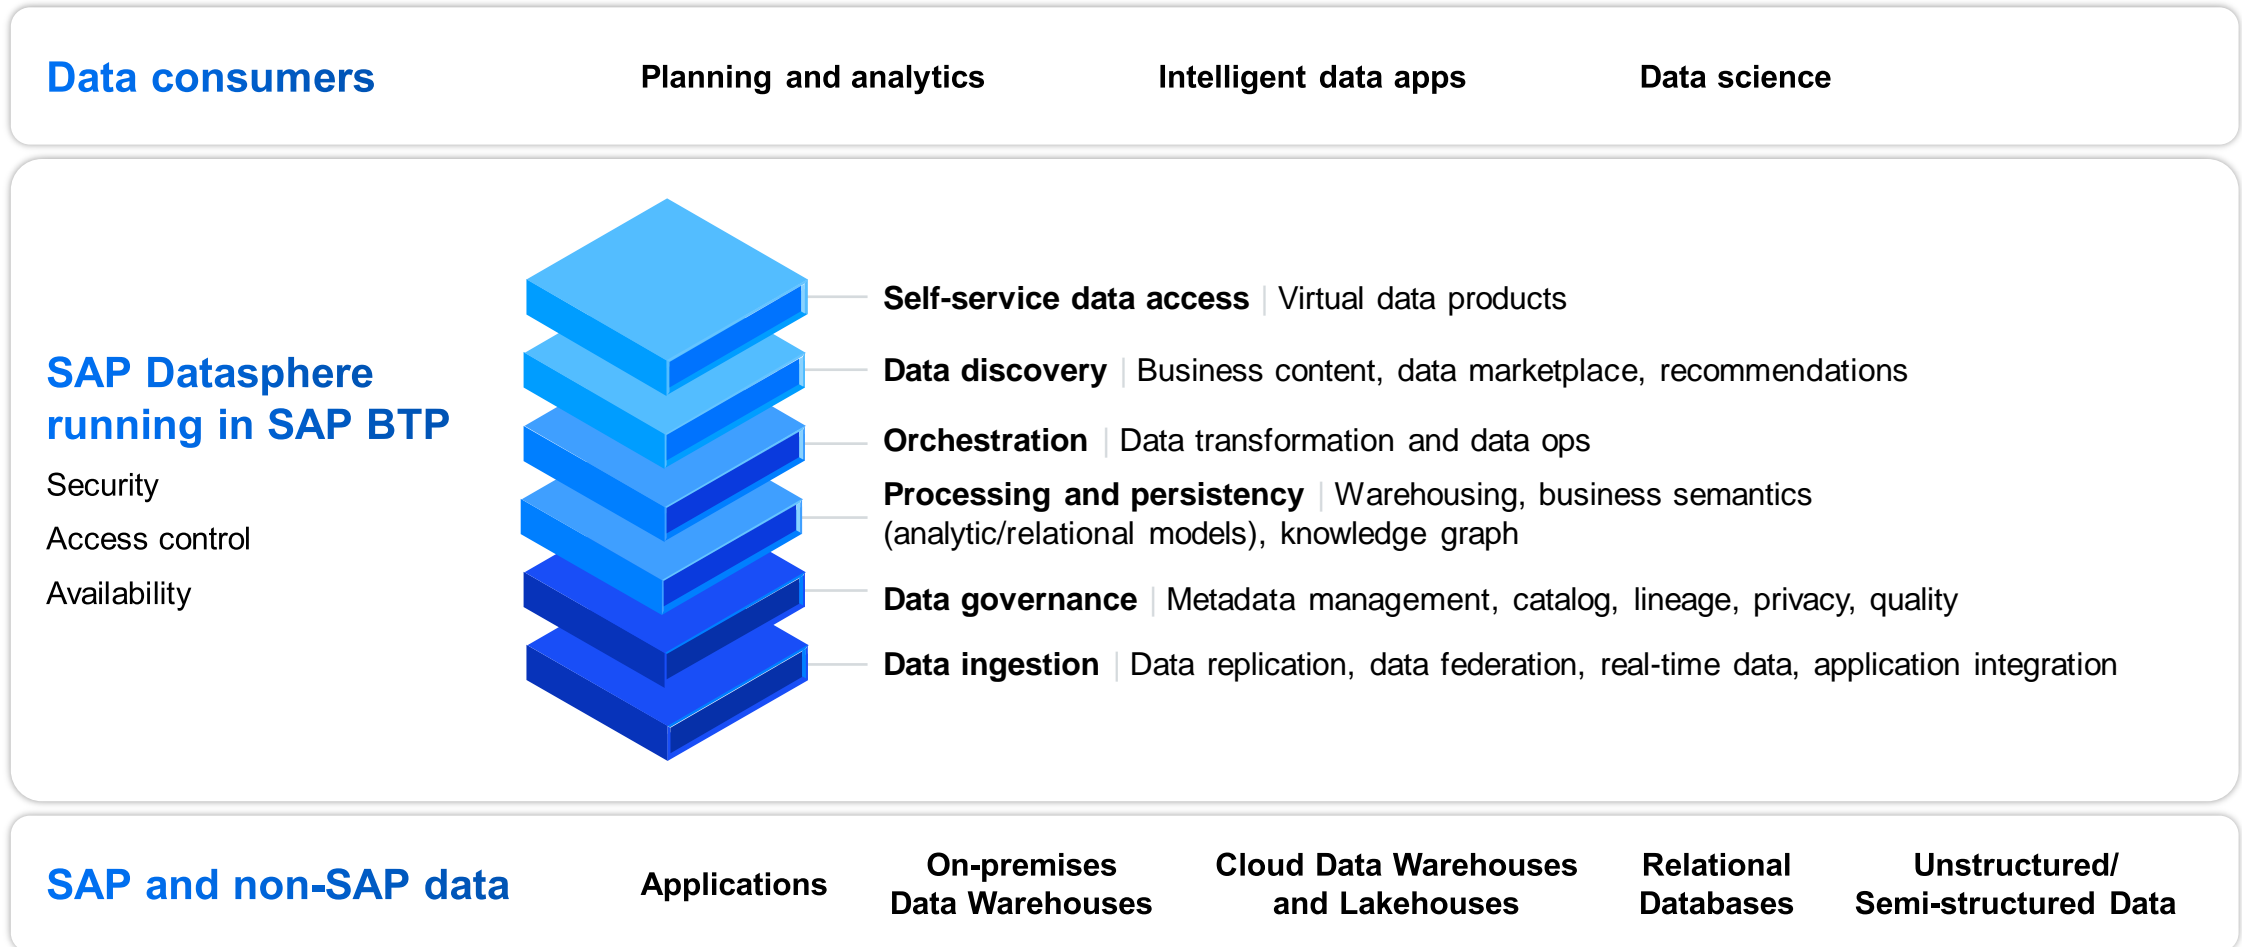 Data consumers
Planning and analytics
Intelligent data apps
Data science
SAP Datasphere
running in SAP BTP
Security
Access control
Availability
Self-service data access | Virtual data products
Data discovery | Business content, data marketplace, recommendations
Orchestration | Data transformation and data ops
Processing and persistency | Warehousing, business semantics
(analytic/relational models), knowledge graph
Data governance | Metadata management, catalog, lineage, privacy, quality
Data ingestion | Data replication, data federation, real-time data, application integration
SAP and non-SAP data
Applications
On-premises
Data Warehouses
Cloud Data Warehouses
and Lakehouses
Relational
Databases
Unstructured/
Semi-structured Data